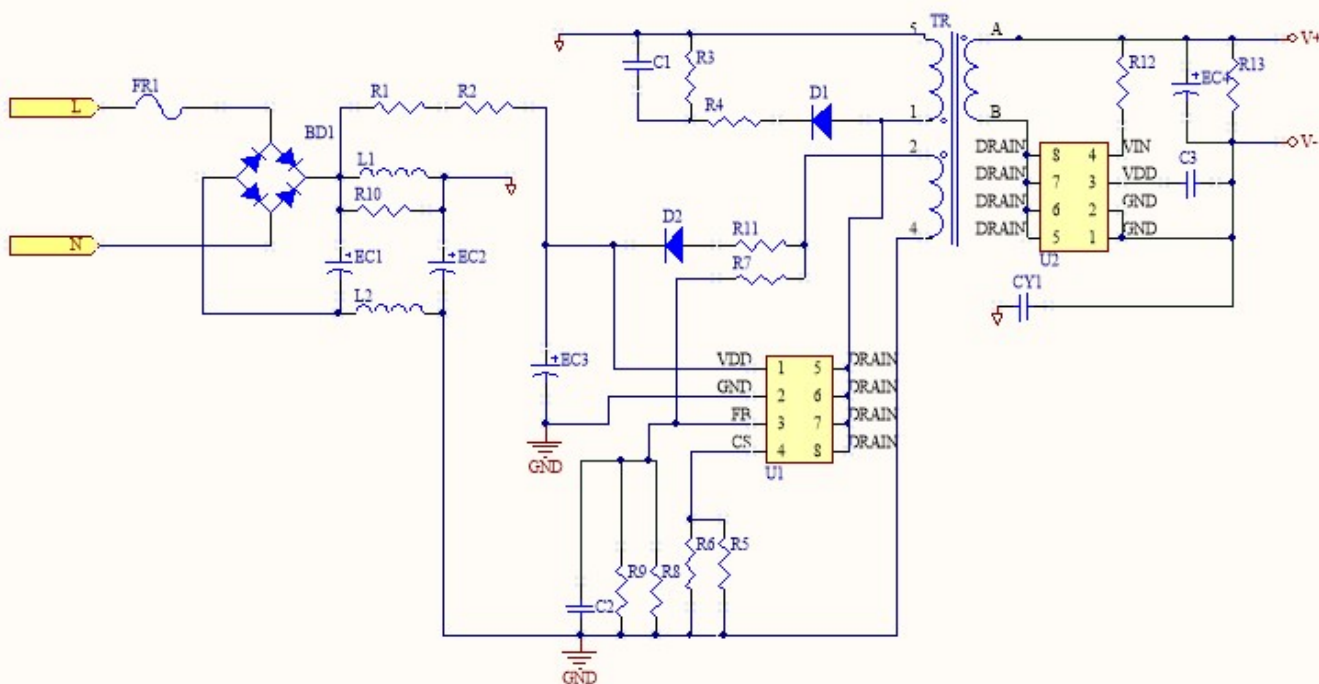 5 TR A
V+
FR1
C1
R3
R12
EC4
R13
L
R1 R2
R4 D1
BD1
1 B
V-
L1
2
DRAIN 8 4 VIN
C3
R10
DRAIN 7 3 VDD
DRAIN 6 2 GND
N
D2 R11
4
DRAIN 5 1 GND
EC1 EC2
R7
U2
CY1
L2
VDD 1 5 DRAIN
EC3
GND 2 6 DRAIN
FB 3 7 DRAIN
CS 4 8 DRAIN
GND
U1
R6 R5
R9 R8
C2
GND